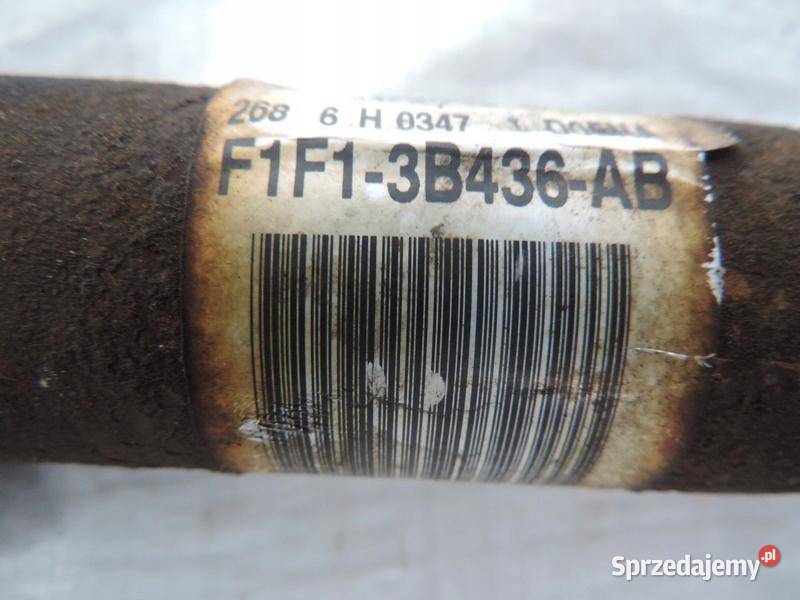 268 6 H 0347
F1F1-3B436-AB
Sprzedajemy.pl